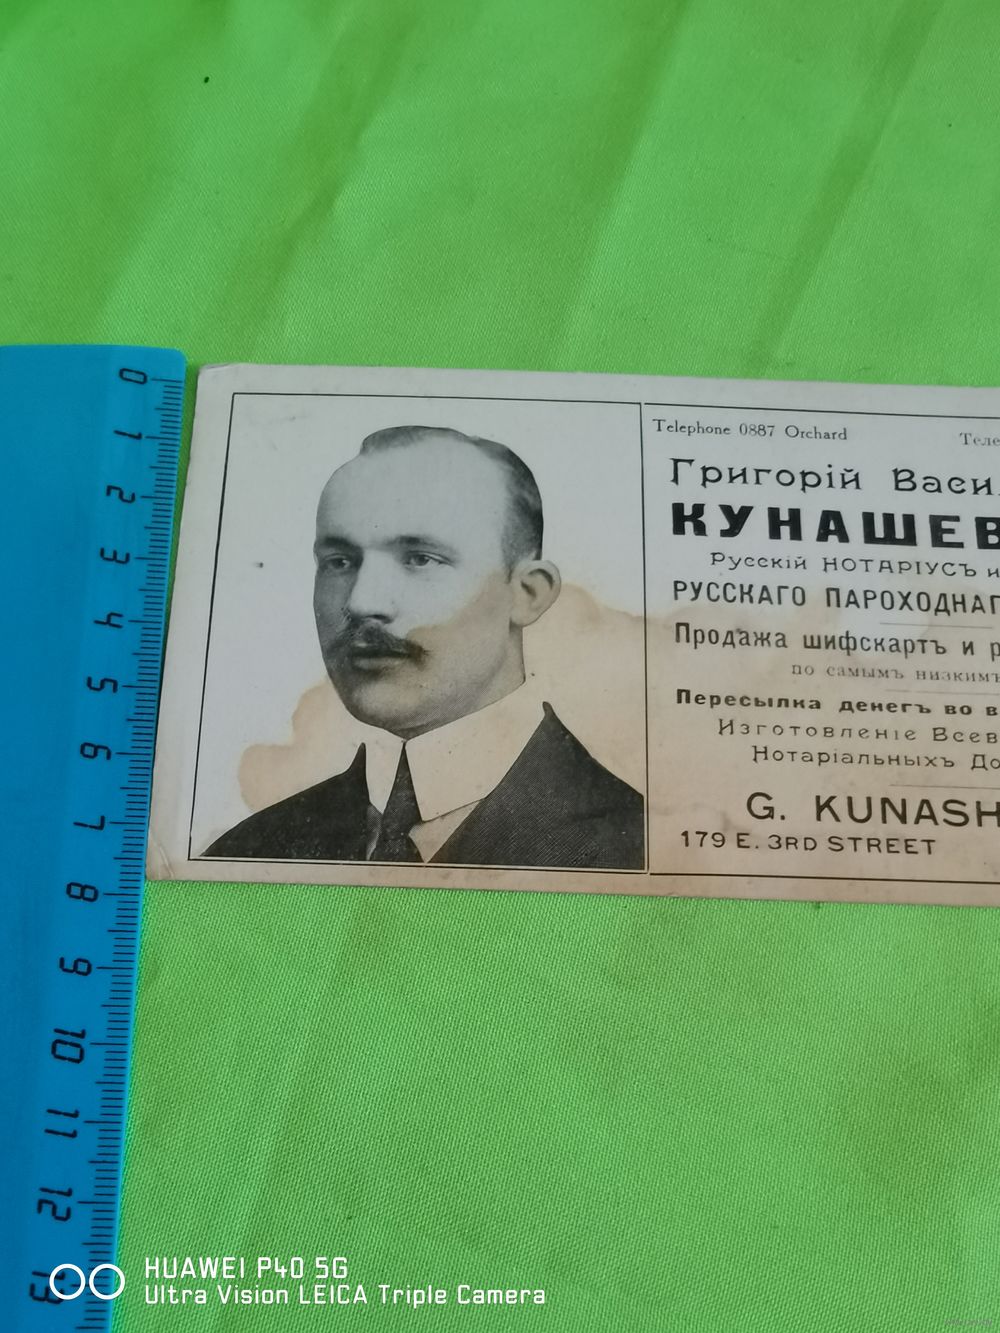 0
1
2
3
4
5
6
7
8
9
10
11
12
13
Telephone 0887 Orchard
Теле
Григорій Васи
КУНАШЕВ
Русскій НОТАРІУСЪ и
РУССКАГО ПАРОХОДНАГ
Продажа шифскартъ и р
по самымъ низкимъ
Пересылка денегъ во в
Изготовленіе Всев
Нотаріальныхъ До
G. KUNASH
179 E. 3RD STREET
HUAWEI P40 5G
Ultra Vision LEICA Triple Camera